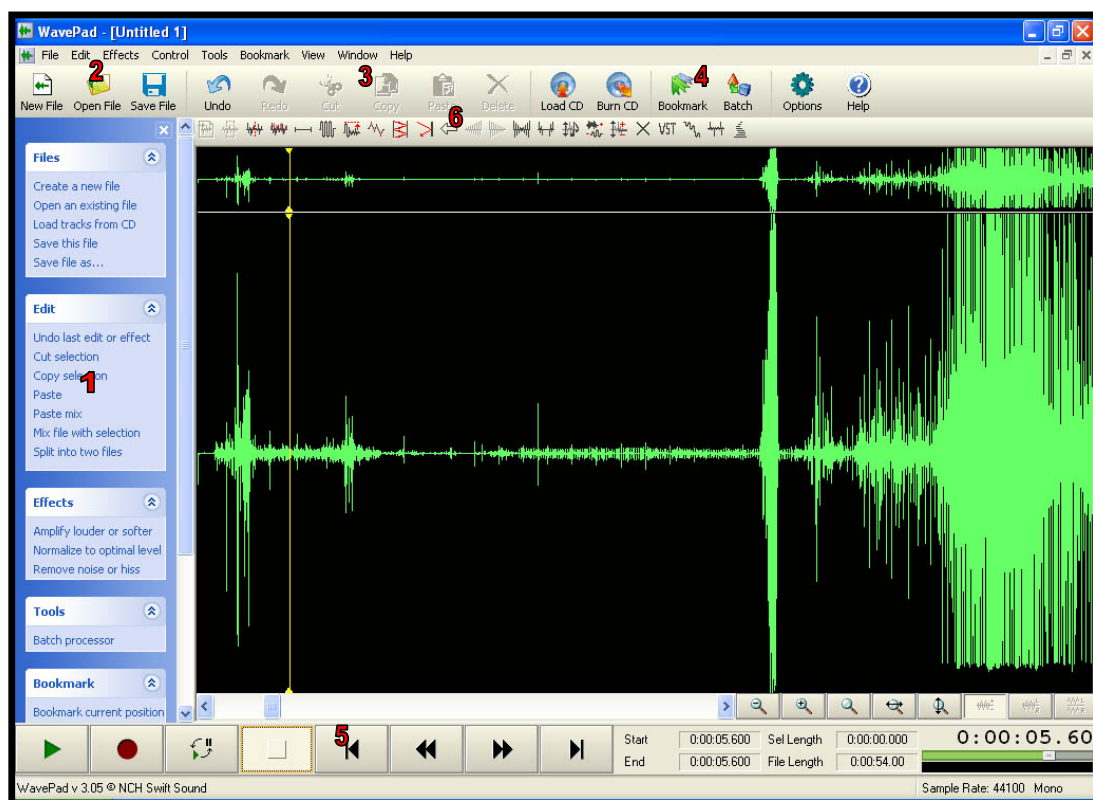 WavePad - [Untitled 1]
File Edit Effects Control Tools Bookmark View Window Help
2 3 4
New File Open File Save File Undo Redo Cut Copy Paste Delete Load CD Burn CD Bookmark Batch Options Help
6
VST
Files
Create a new file
Open an existing file
Load tracks from CD
Save this file
Save file as...
Edit
Undo last edit or effect
Cut selection
Copy selection
1
Paste
Paste mix
Mix file with selection
Split into two files
Effects
Amplify louder or softer
Normalize to optimal level
Remove noise or hiss
Tools
Batch processor
Bookmark
Bookmark current position
5
Start 0:00:05.600 Sel Length 0:00:00.000 0:00:05.60
End 0:00:05.600 File Length 0:00:54.00
WavePad v 3.05 © NCH Swift Sound Sample Rate: 44100 Mono